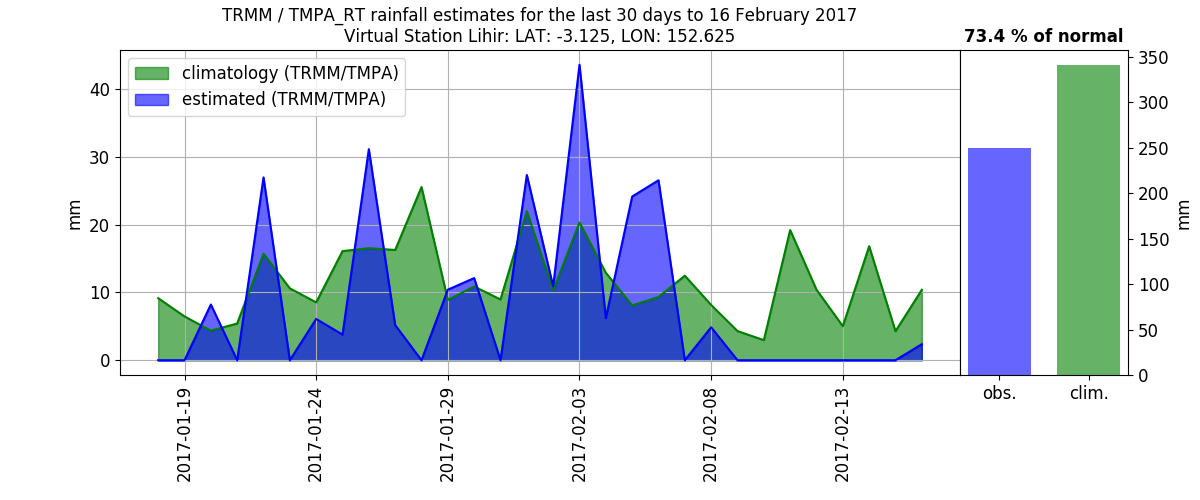 TRMM / TMPA_RT rainfall estimates for the last 30 days to 16 February 2017
Virtual Station Lihir: LAT: -3.125, LON: 152.625
73.4 % of normal
climatology (TRMM/TMPA)
estimated (TRMM/TMPA)
mm
40
30
20
10
0
2017-01-19
2017-01-24
2017-01-29
2017-02-03
2017-02-08
2017-02-13
350
300
250
200
150
100
50
0
mm
obs.
clim.